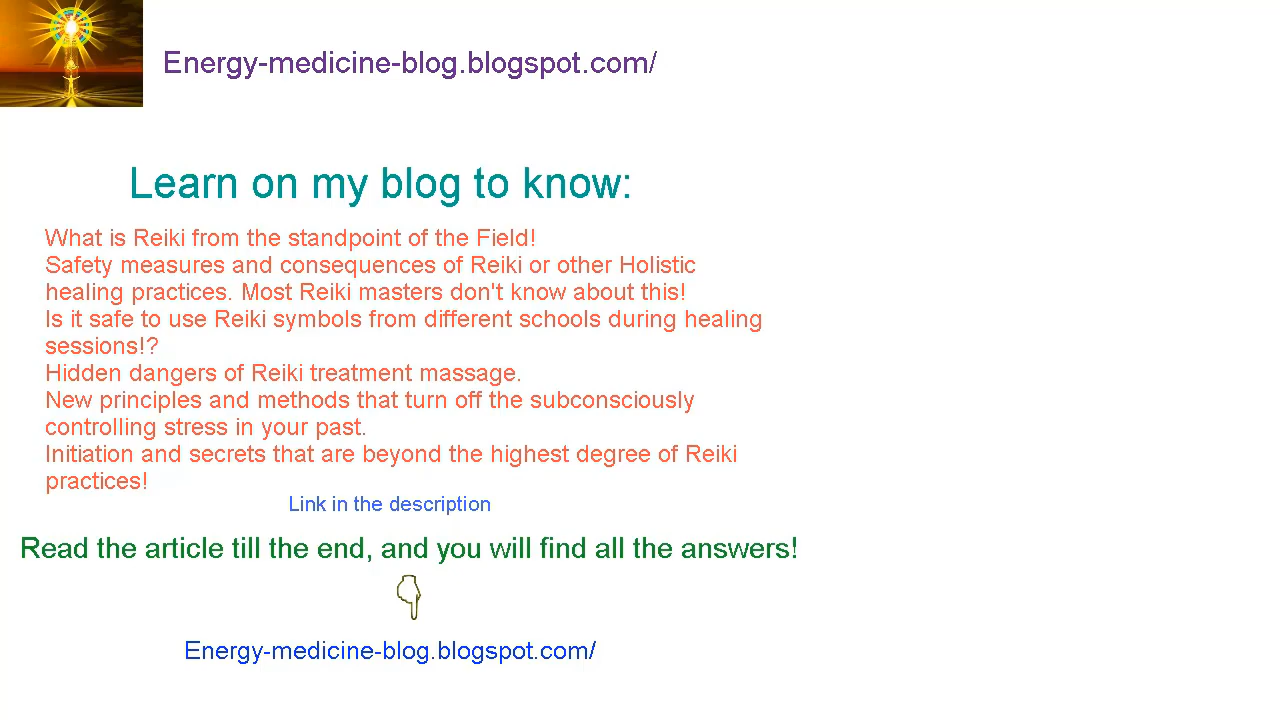 Energy-medicine-blog.blogspot.com/
Learn on my blog to know:
What is Reiki from the standpoint of the Field!
Safety measures and consequences of Reiki or other Holistic
healing practices. Most Reiki masters don't know about this!
Is it safe to use Reiki symbols from different schools during healing
sessions!?
Hidden dangers of Reiki treatment massage.
New principles and methods that turn off the subconsciously
controlling stress in your past.
Initiation and secrets that are beyond the highest degree of Reiki
practices!
Link in the description
Read the article till the end, and you will find all the answers!
Energy-medicine-blog.blogspot.com/